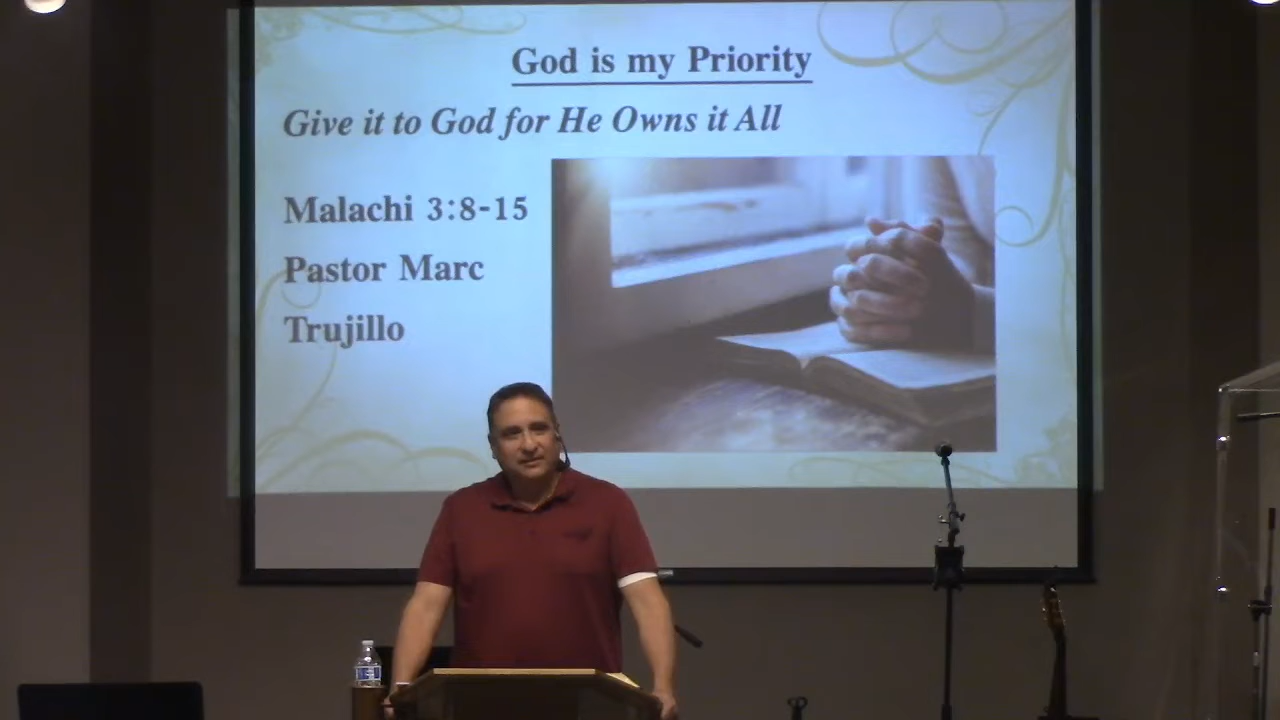 God is my Priority
Give it to God for He Owns it All
Malachi 3:8-15
Pastor Marc
Trujillo